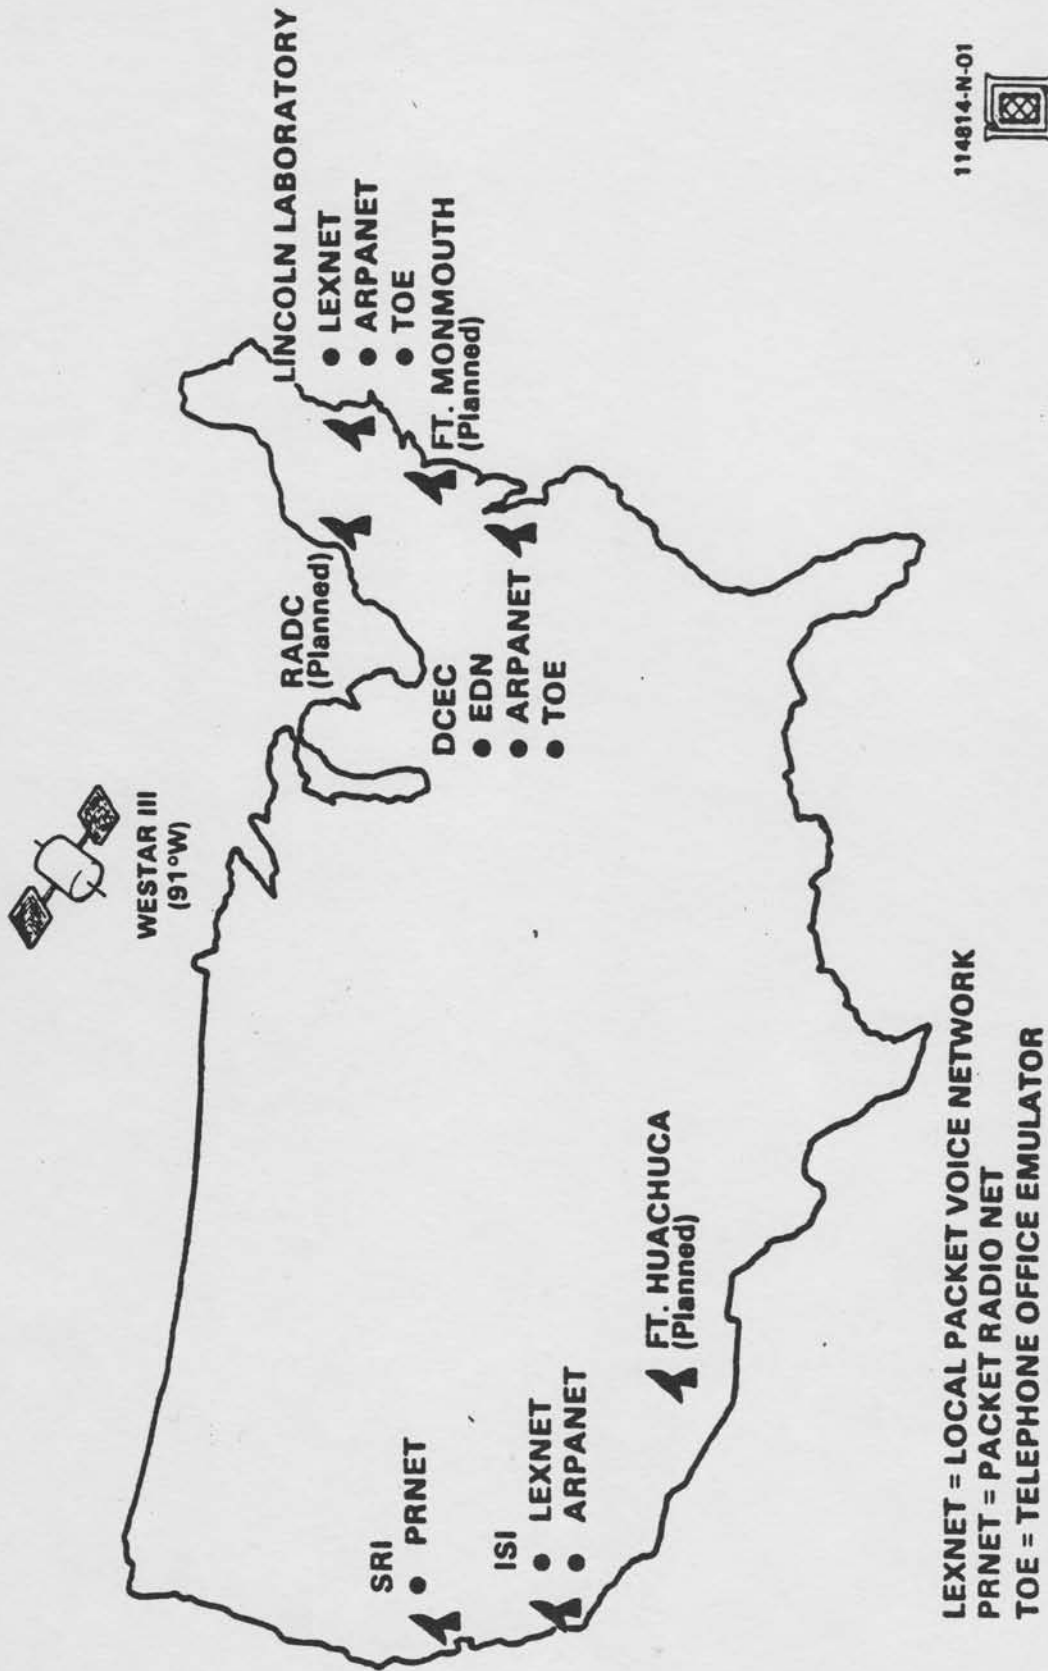 WESTAR III
(91°W)
LINCOLN LABORATORY
● LEXNET
● ARPANET
● TOE
RADC
(Planned)
FT. MONMOUTH
(Planned)
DCEC
● EDN
● ARPANET
● TOE
SRI
● PRNET
ISI
● LEXNET
● ARPANET
FT. HUACHUCA
(Planned)
LEXNET = LOCAL PACKET VOICE NETWORK
PRNET = PACKET RADIO NET
TOE = TELEPHONE OFFICE EMULATOR
114814-N-01